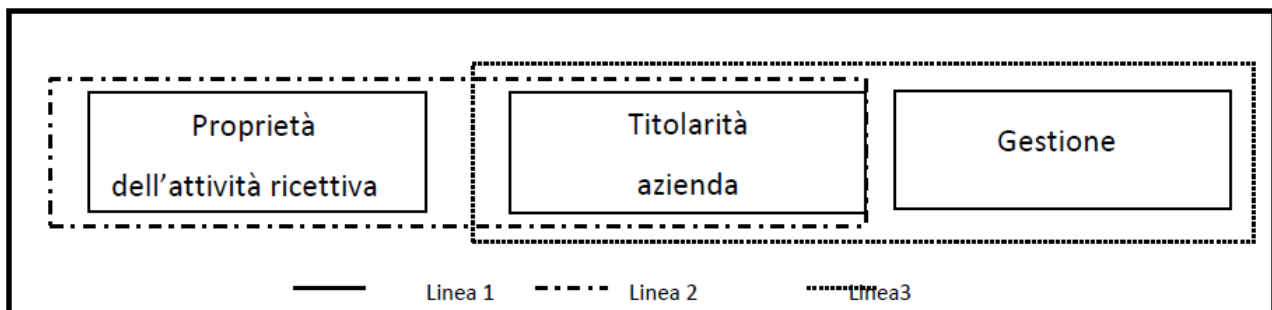 Proprietà
dell'attività ricettiva
Titolarità
azienda
Gestione
Linea 1
Linea 2
Linea3